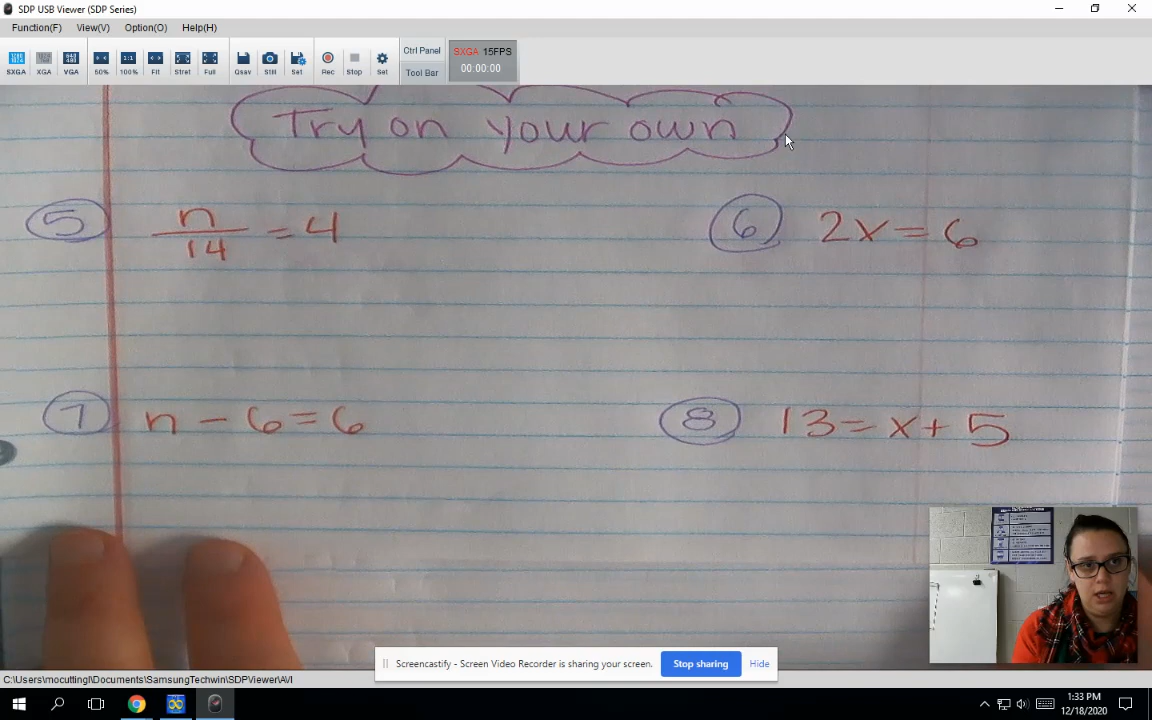 SDP USB Viewer (SDP Series)
Function(F) View(V) Option(O) Help(H)
SXGA XGA VGA 50% 100% Fit Stret Full Qsav Still Set Rec Stop Set
Ctrl Panel
Tool Bar
SXGA 15FPS
00:00:00
Try on your own
5 n/14 = 4
6 2x = 6
7 n - 6 = 6
8 13 = x + 5
Screencastify - Screen Video Recorder is sharing your screen. Stop sharing Hide
C:\Users\mocuttingl\Documents\SamsungTechwin\SDPViewer\AVI
1:33 PM
12/18/2020